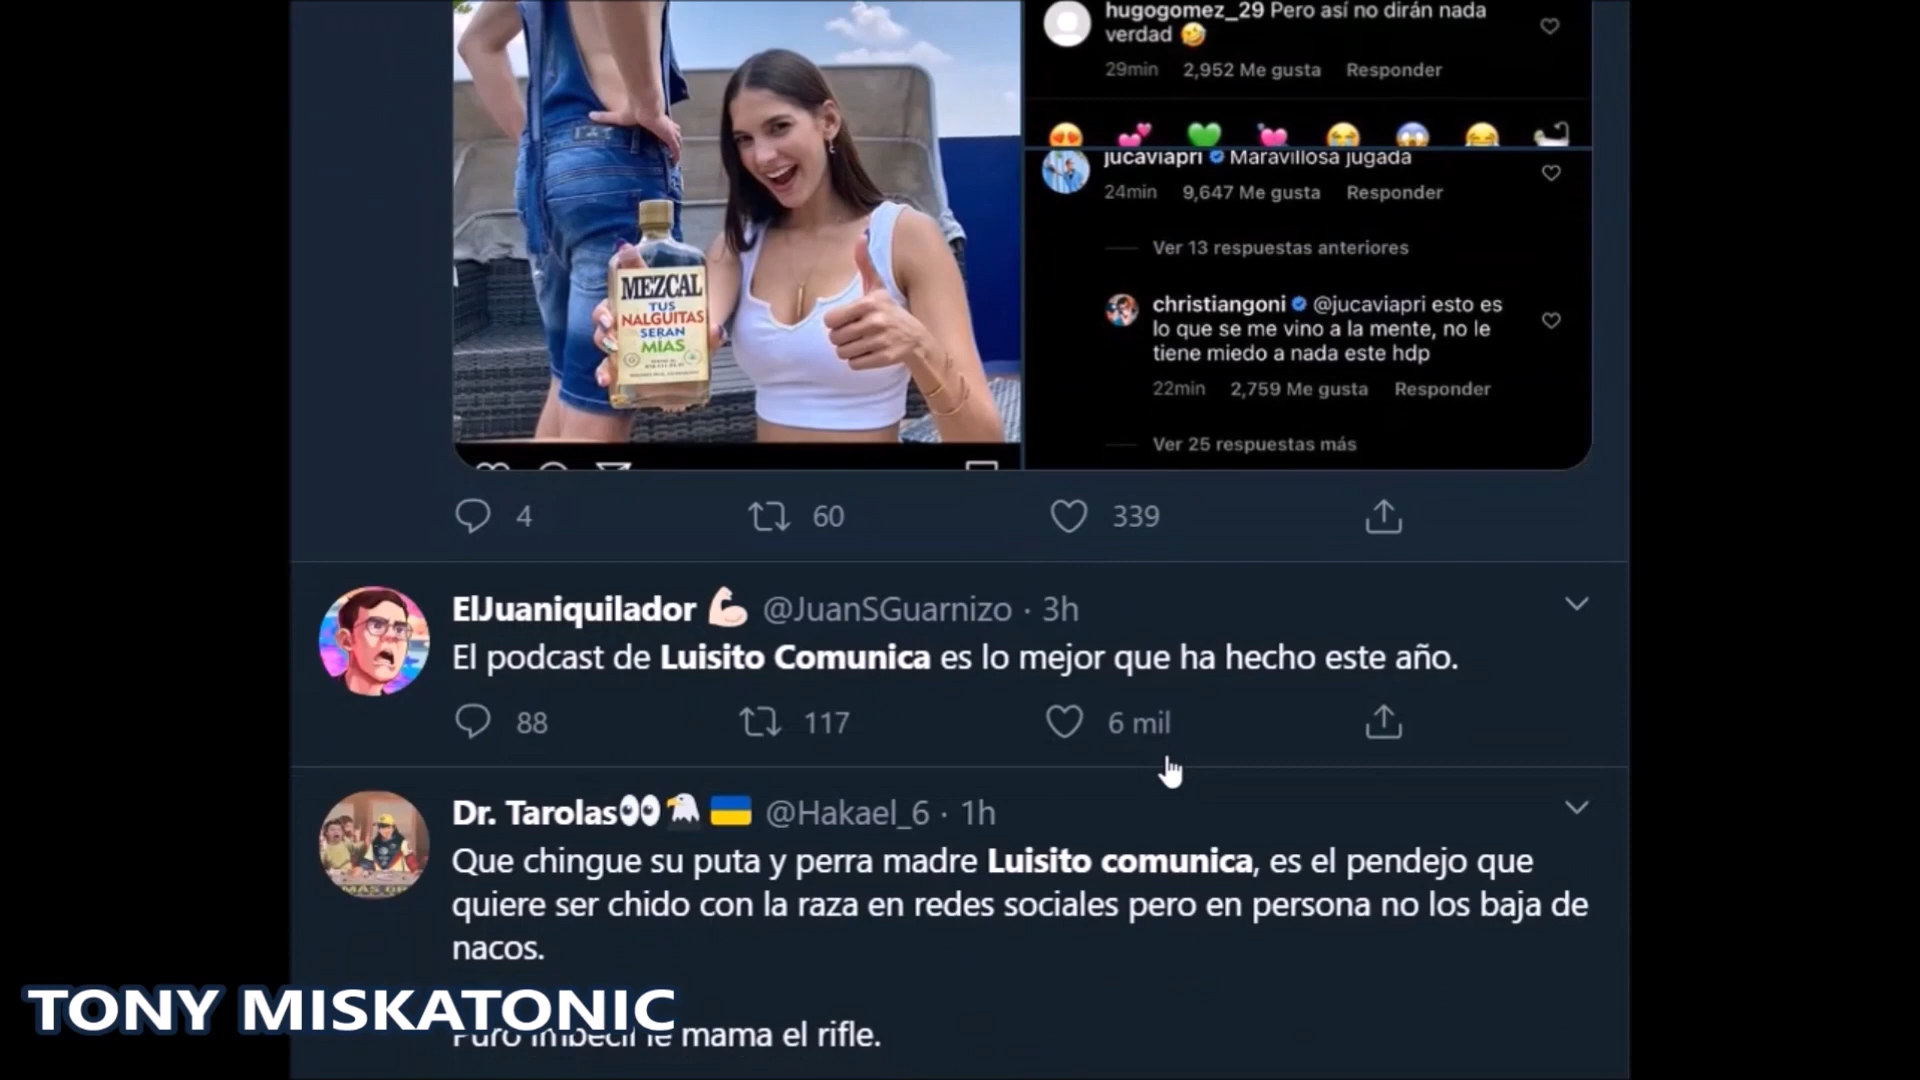 hugogomez_29 Pero así no dirán nada
verdad 🤣
29min 2,952 Me gusta Responder
jucaviapri Maravillosa jugada
24min 9,647 Me gusta Responder
Ver 13 respuestas anteriores
christiangoni @jucaviapri esto es
lo que se me vino a la mente, no le
tiene miedo a nada este hdp
22min 2,759 Me gusta Responder
Ver 25 respuestas más
MEZCAL
TUS
NALGUITAS
SERAN
MÍAS
4 60 339
ElJuaniquilador 💪🏻 @JuanSGuarnizo · 3h
El podcast de Luisito Comunica es lo mejor que ha hecho este año.
88 117 6 mil
Dr. Tarolas👀🦅🇺🇦 @Hakael_6 · 1h
Que chingue su puta y perra madre Luisito comunica, es el pendejo que
quiere ser chido con la raza en redes sociales pero en persona no los baja de
nacos.
Puro imbecil le mama el rifle.
TONY MISKATONIC